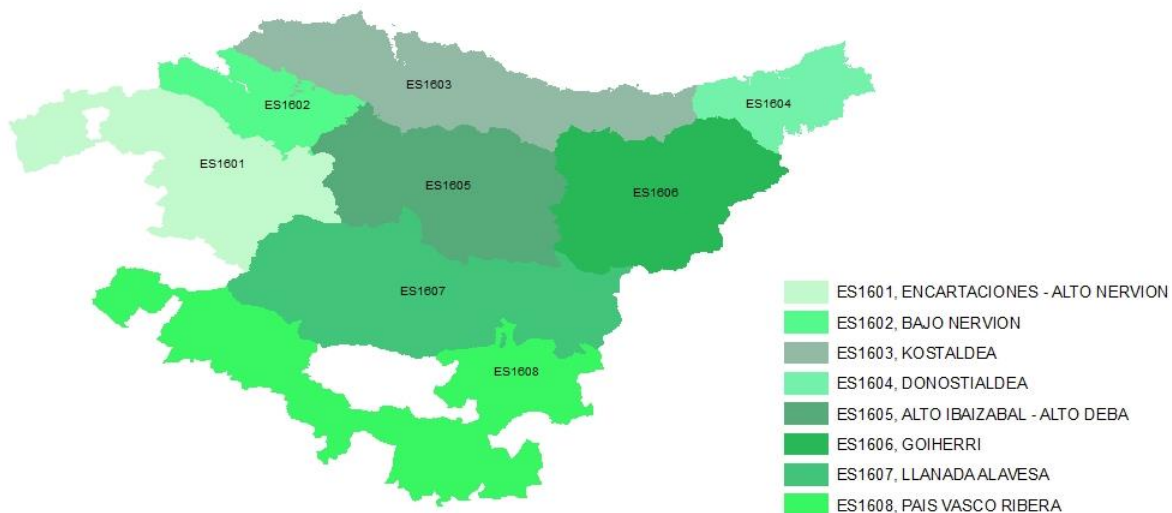 ES1603
ES1604
ES1602
ES1601
ES1605
ES1606
ES1607
ES1608
ES1601, ENCARTACIONES - ALTO NERVION
ES1602, BAJO NERVION
ES1603, KOSTALDEA
ES1604, DONOSTIALDEA
ES1605, ALTO IBAIZABAL - ALTO DEBA
ES1606, GOIHERRI
ES1607, LLANADA ALAVESA
ES1608, PAIS VASCO RIBERA